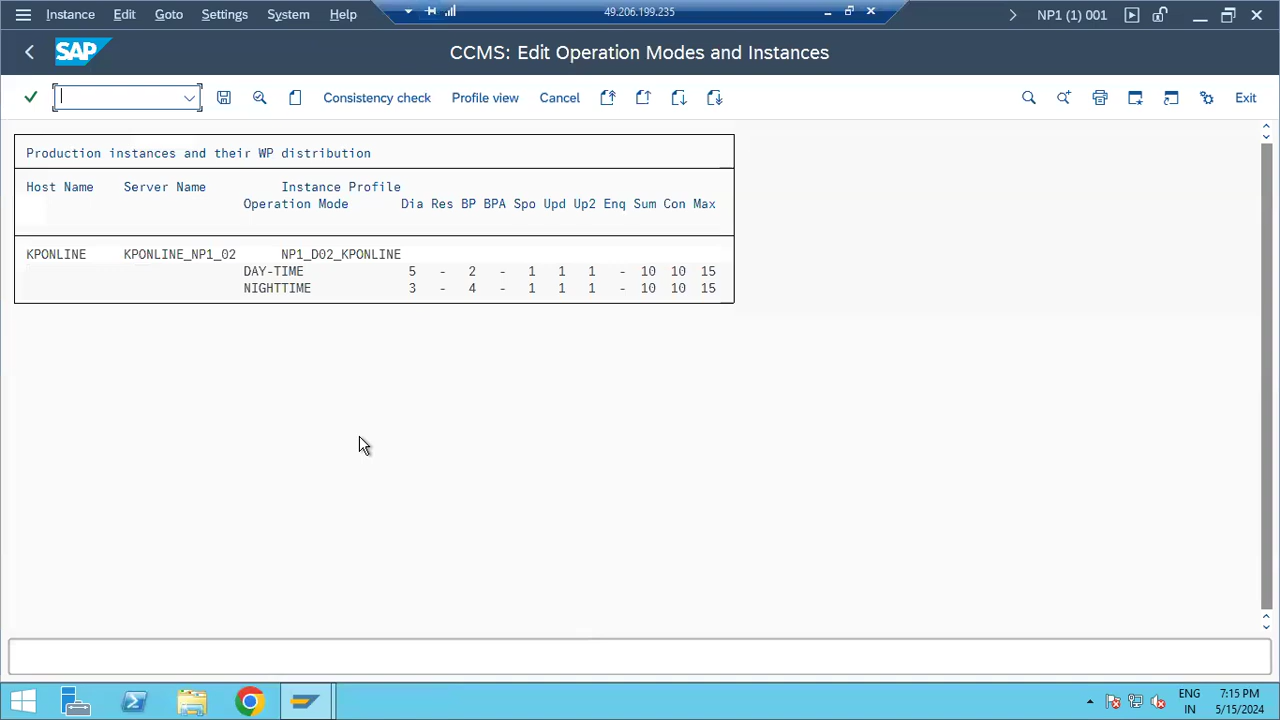 Instance Edit Goto Settings System Help 49.206.199.235 NP1 (1) 001
SAP CCMS: Edit Operation Modes and Instances
Consistency check Profile view Cancel Exit
Production instances and their WP distribution
Host Name Server Name Instance Profile
Operation Mode Dia Res BP BPA Spo Upd Up2 Enq Sum Con Max
KPONLINE KPONLINE_NP1_02 NP1_D02_KPONLINE
DAY-TIME 5 - 2 - 1 1 1 - 10 10 15
NIGHTTIME 3 - 4 - 1 1 1 - 10 10 15
ENG 7:15 PM
IN 5/15/2024